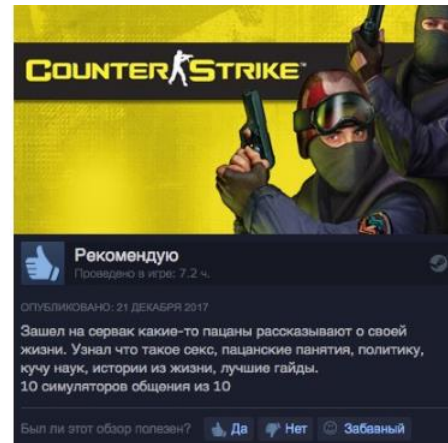 COUNTER STRIKE
Рекомендую
Проведено в игре: 7.2 ч.
ОПУБЛИКОВАНО: 21 ДЕКАБРЯ 2017
Зашел на сервак какие-то пацаны рассказывают о своей
жизни. Узнал что такое секс, пацанские панятия, политику,
кучу наук, истории из жизни, лучшие гайды.
10 симуляторов общения из 10
Был ли этот обзор полезен? Да Нет Забавный